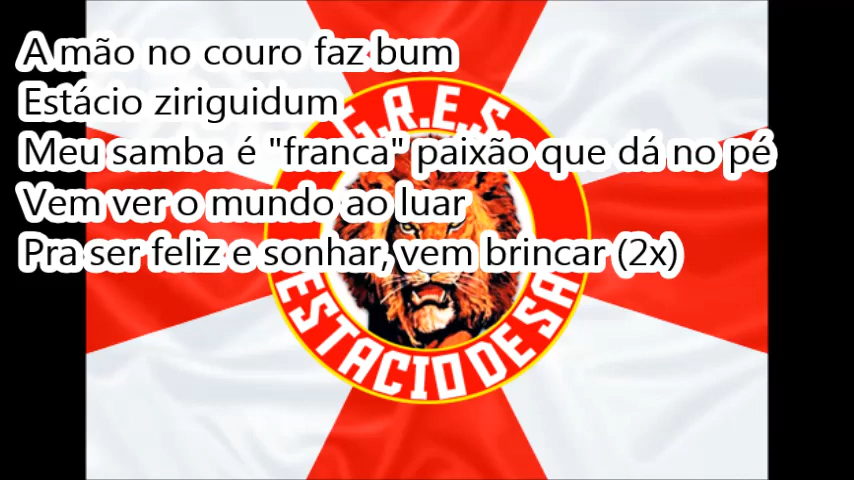 A mão no couro faz bum
Estácio ziriguidum
Meu samba é "franca" paixão que dá no pé
Vem ver o mundo ao luar
Pra ser feliz e sonhar, vem brincar (2x)
G.R.E.S.
ESTACIO DE SA